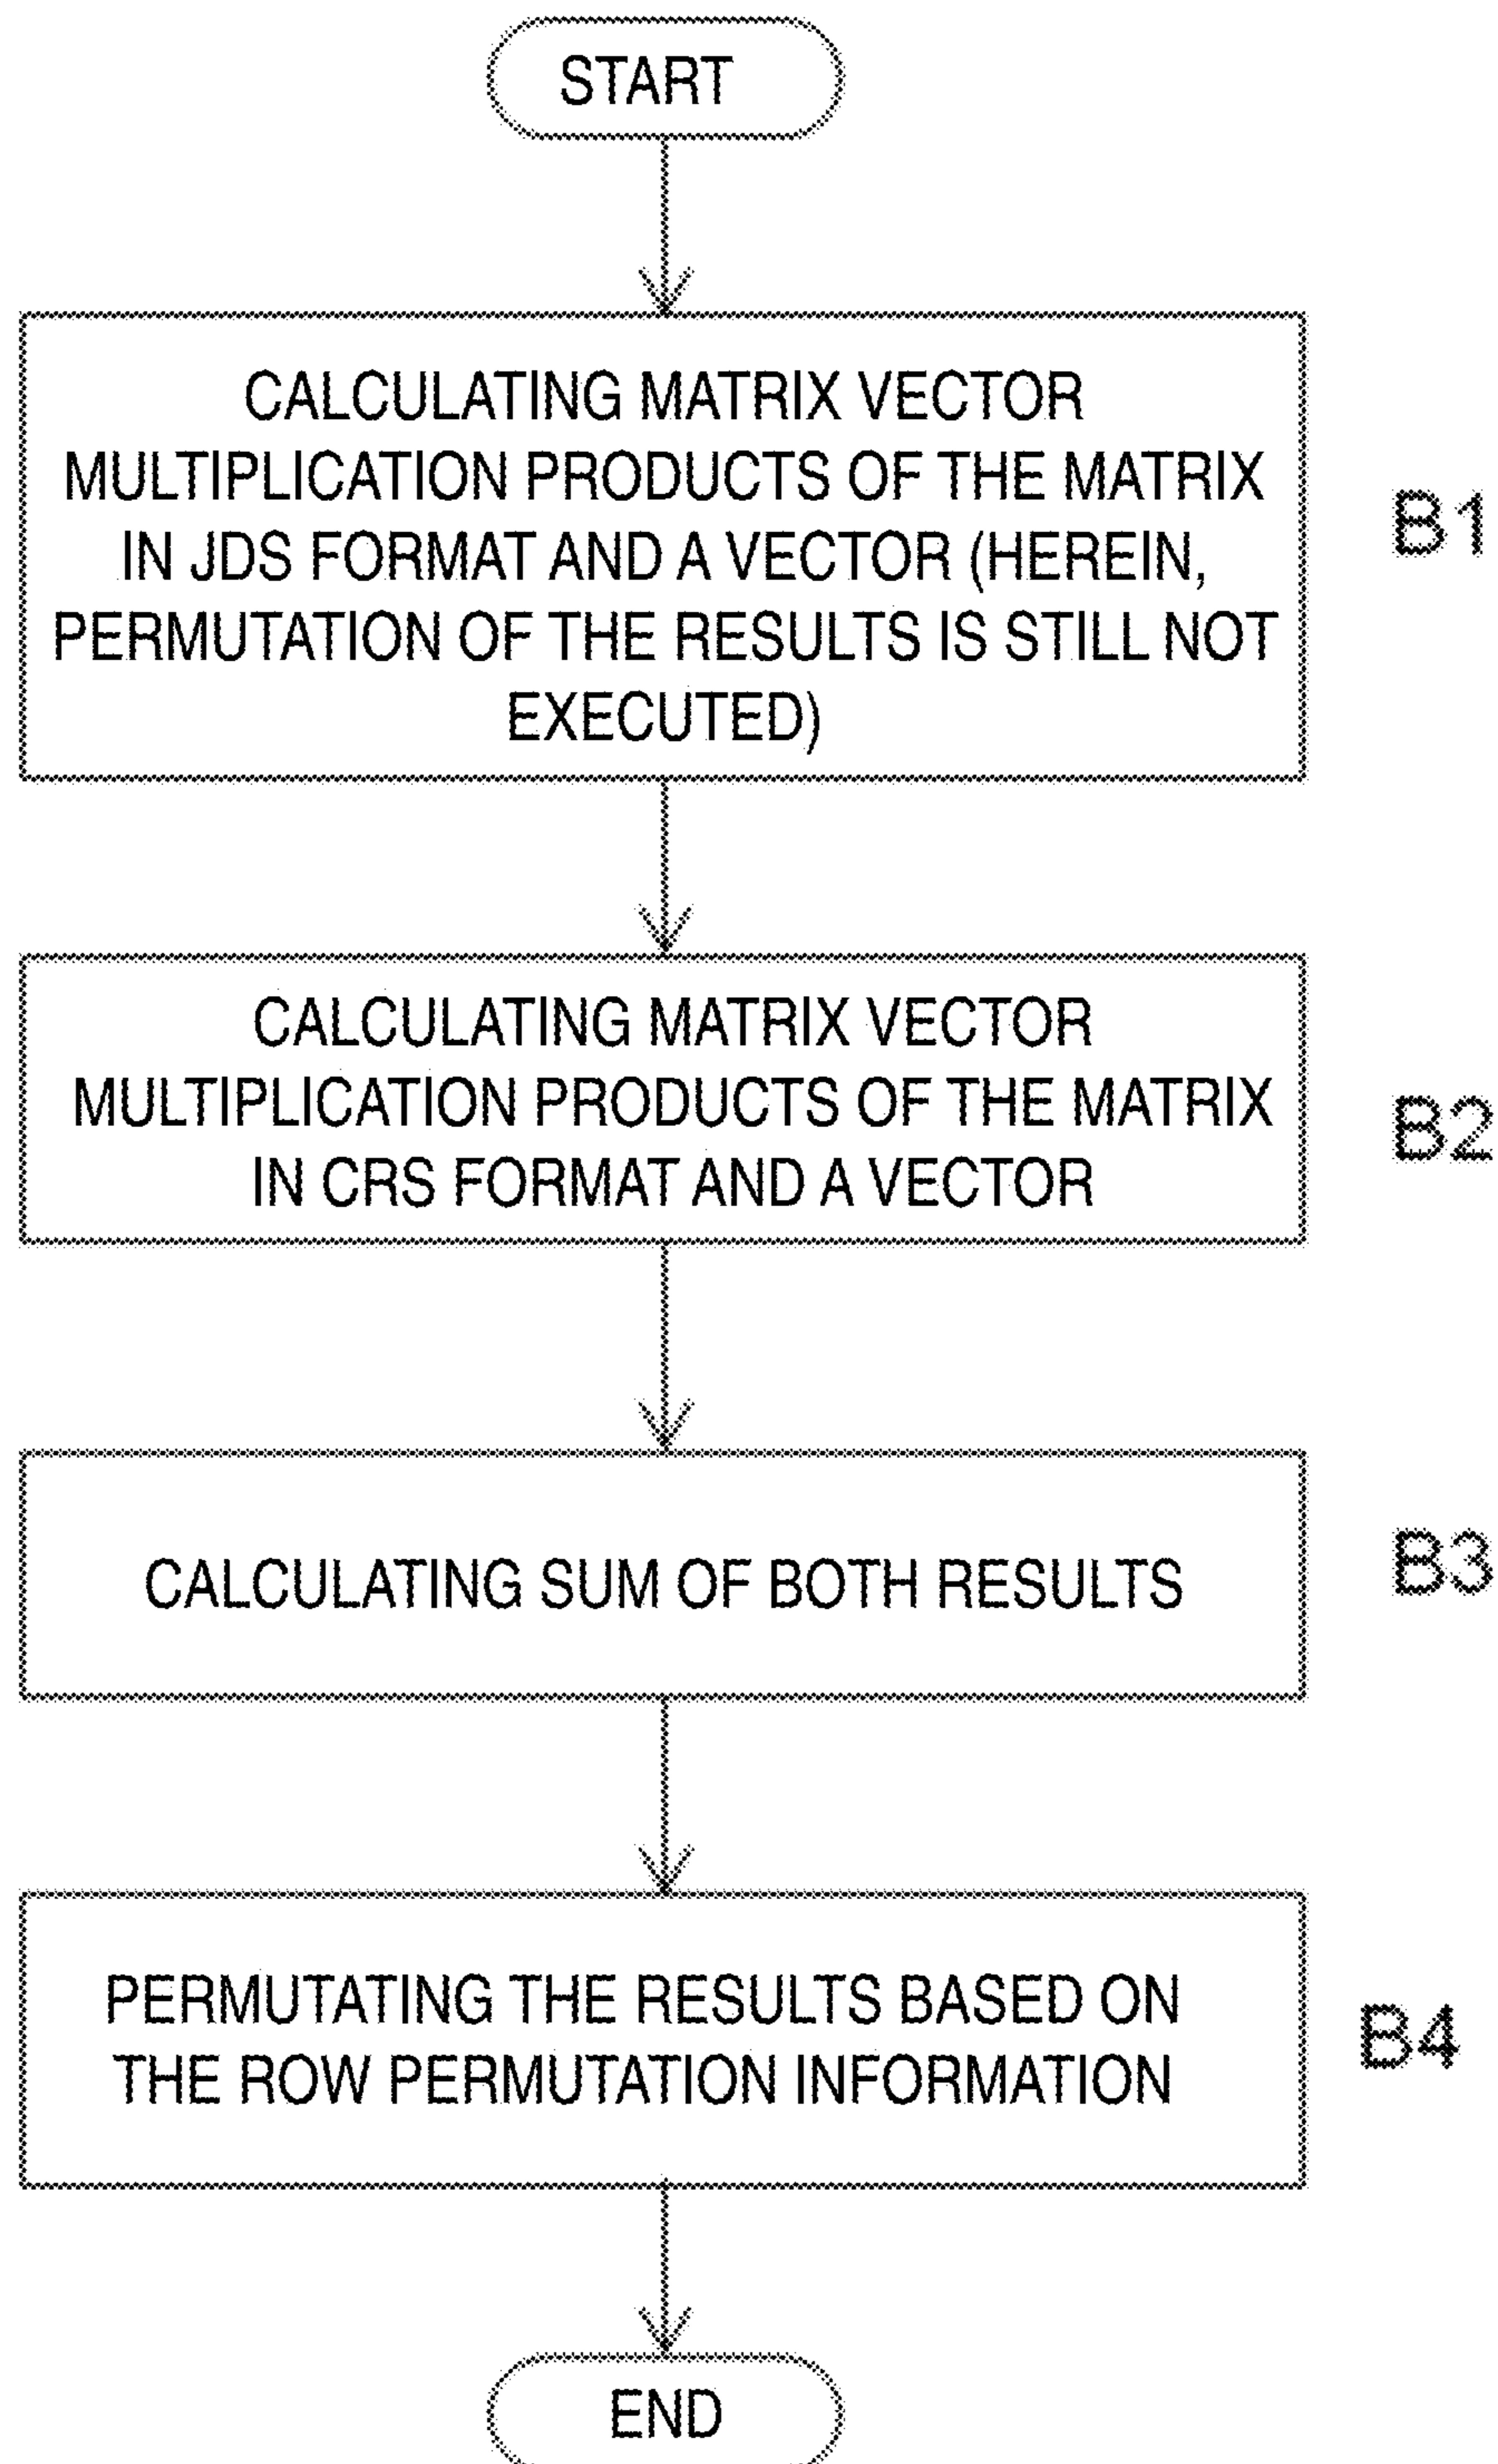 START
CALCULATING MATRIX VECTOR
MULTIPLICATION PRODUCTS OF THE MATRIX
IN JDS FORMAT AND A VECTOR (HEREIN,
PERMUTATION OF THE RESULTS IS STILL NOT
EXECUTED)
B1
CALCULATING MATRIX VECTOR
MULTIPLICATION PRODUCTS OF THE MATRIX
IN CRS FORMAT AND A VECTOR
B2
CALCULATING SUM OF BOTH RESULTS
B3
PERMUTATING THE RESULTS BASED ON
THE ROW PERMUTATION INFORMATION
B4
END